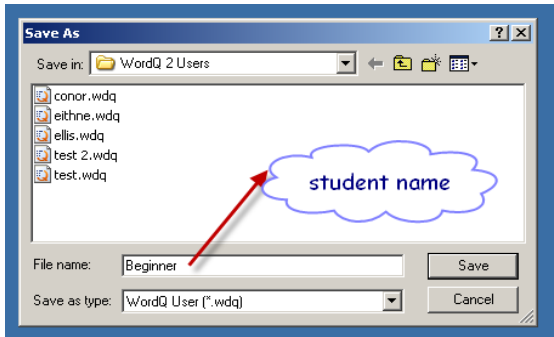 Save As
Save in: WordQ 2 Users
conor.wdq
eithne.wdq
ellis.wdq
test 2.wdq
test.wdq
student name
File name: Beginner Save
Save as type: WordQ User (*.wdq) Cancel